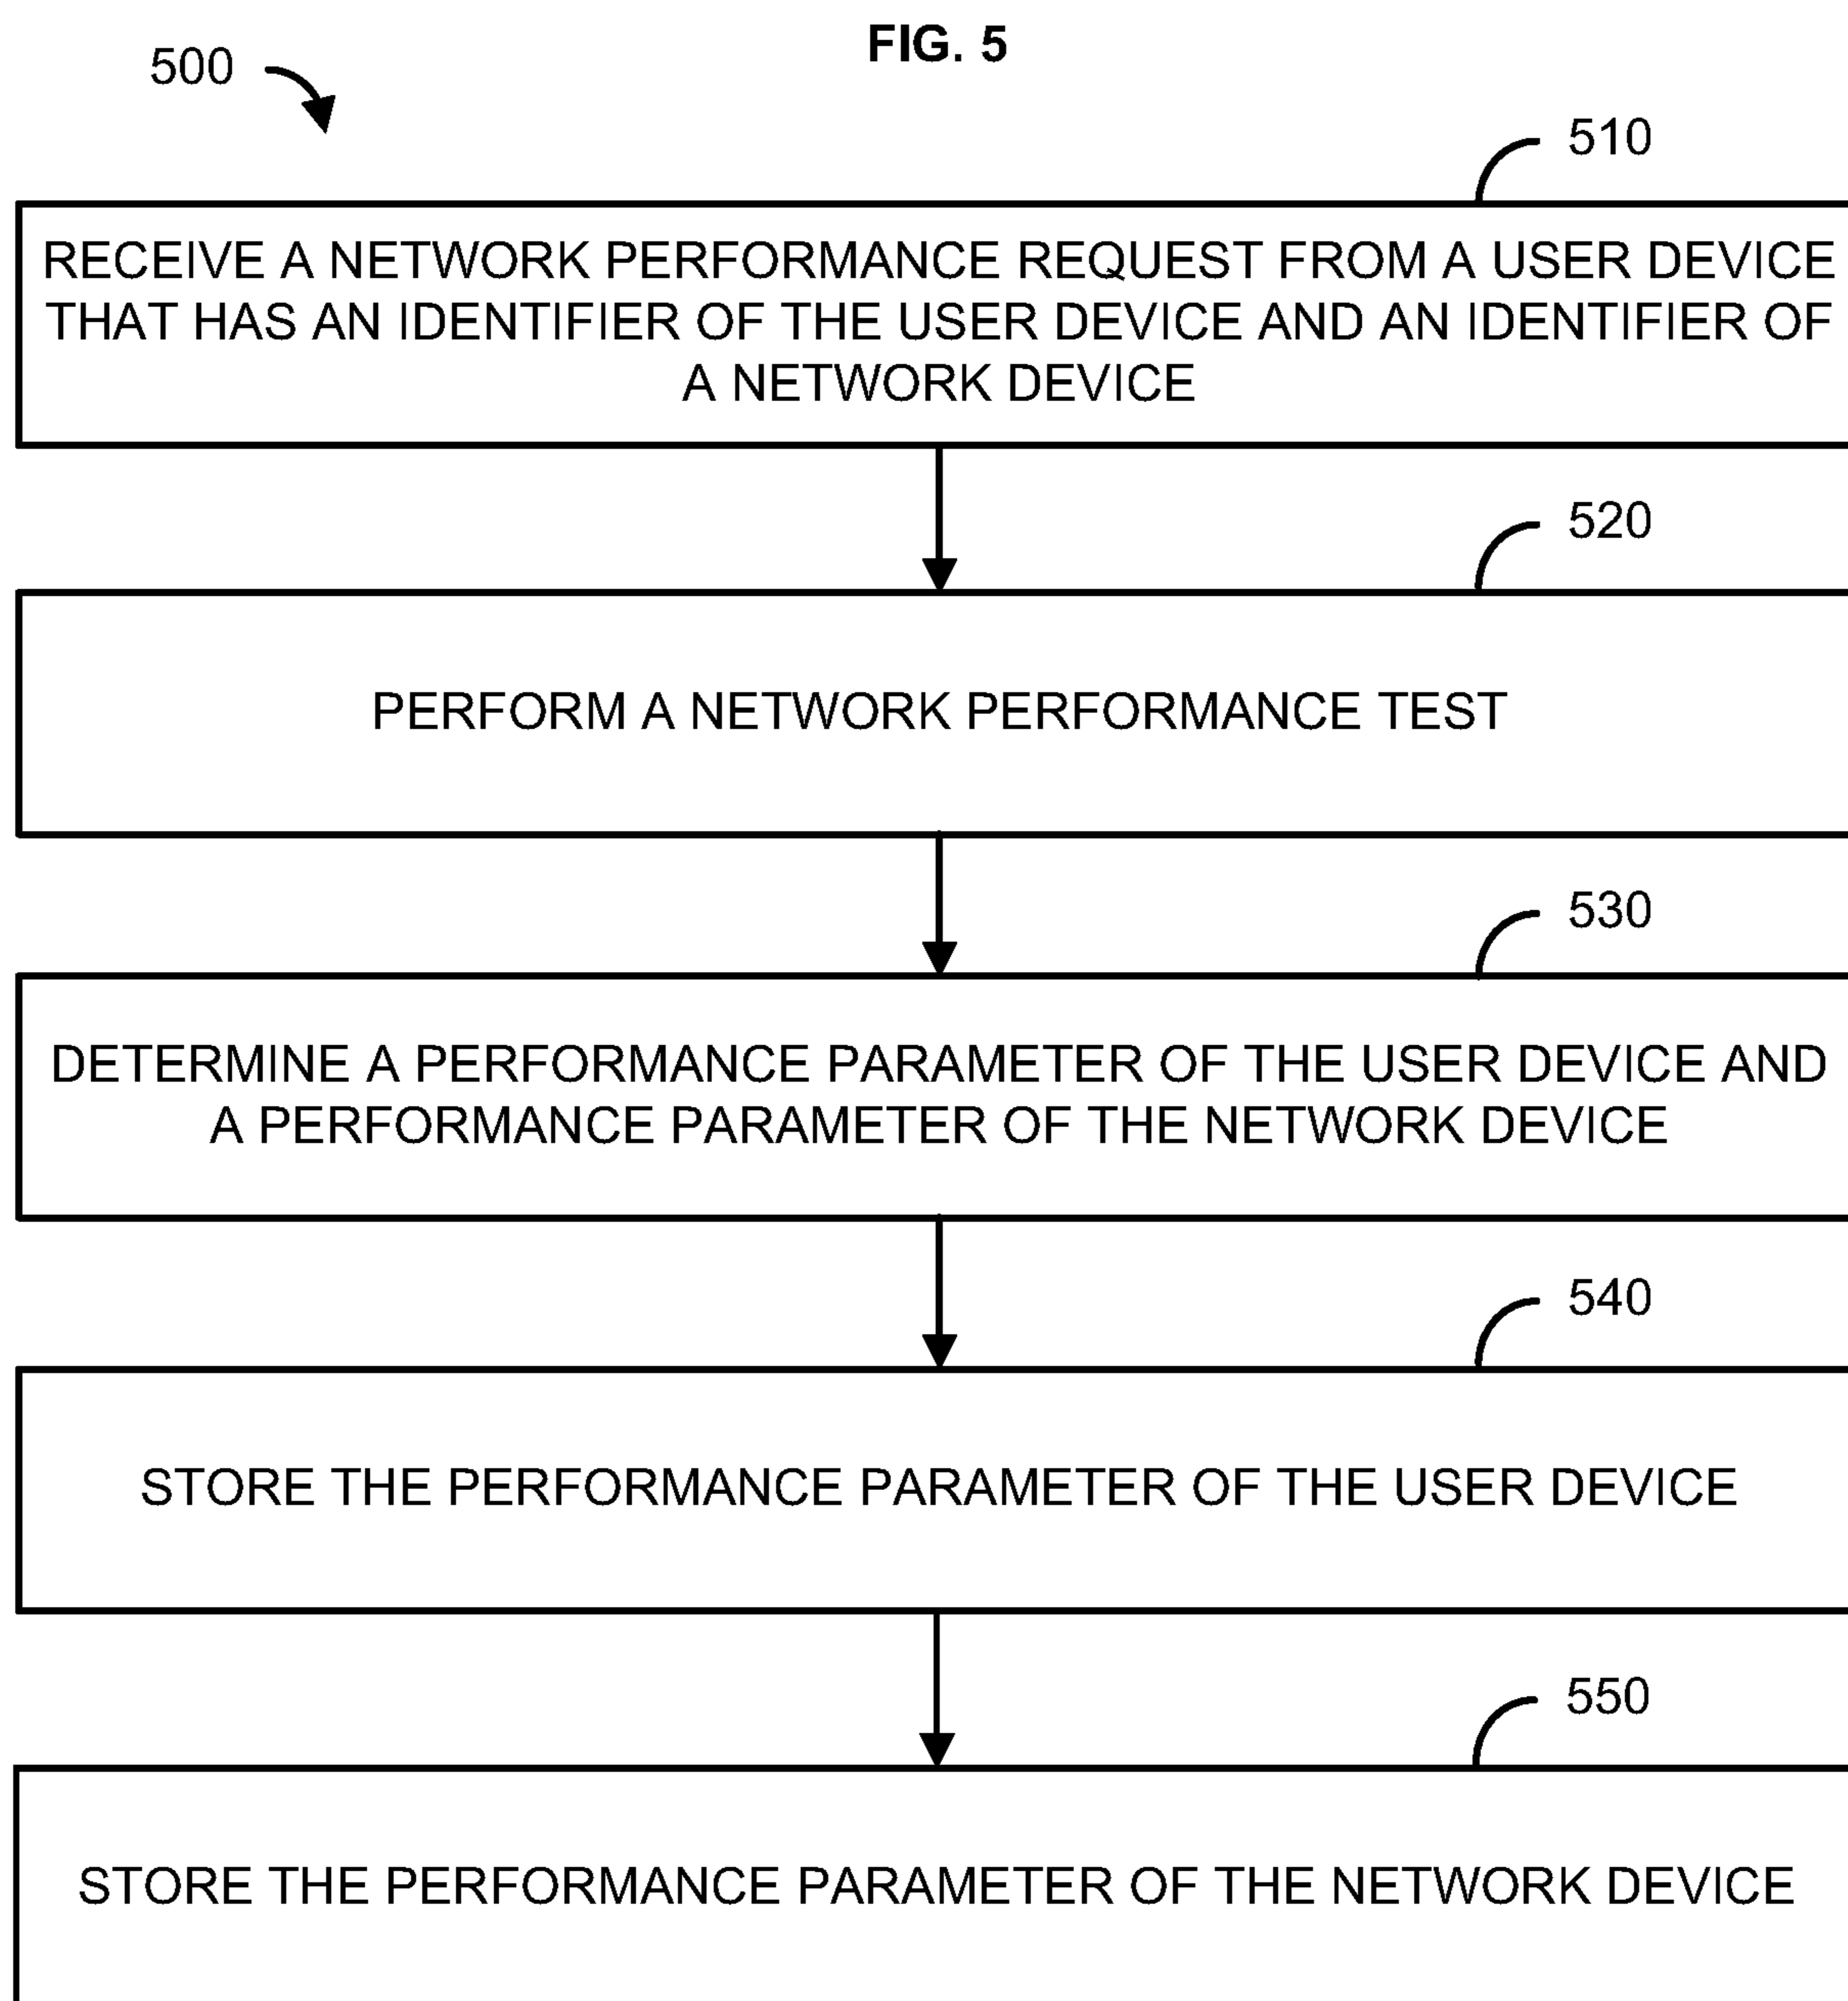 FIG. 5
500
510
RECEIVE A NETWORK PERFORMANCE REQUEST FROM A USER DEVICE
THAT HAS AN IDENTIFIER OF THE USER DEVICE AND AN IDENTIFIER OF
A NETWORK DEVICE
520
PERFORM A NETWORK PERFORMANCE TEST
530
DETERMINE A PERFORMANCE PARAMETER OF THE USER DEVICE AND
A PERFORMANCE PARAMETER OF THE NETWORK DEVICE
540
STORE THE PERFORMANCE PARAMETER OF THE USER DEVICE
550
STORE THE PERFORMANCE PARAMETER OF THE NETWORK DEVICE